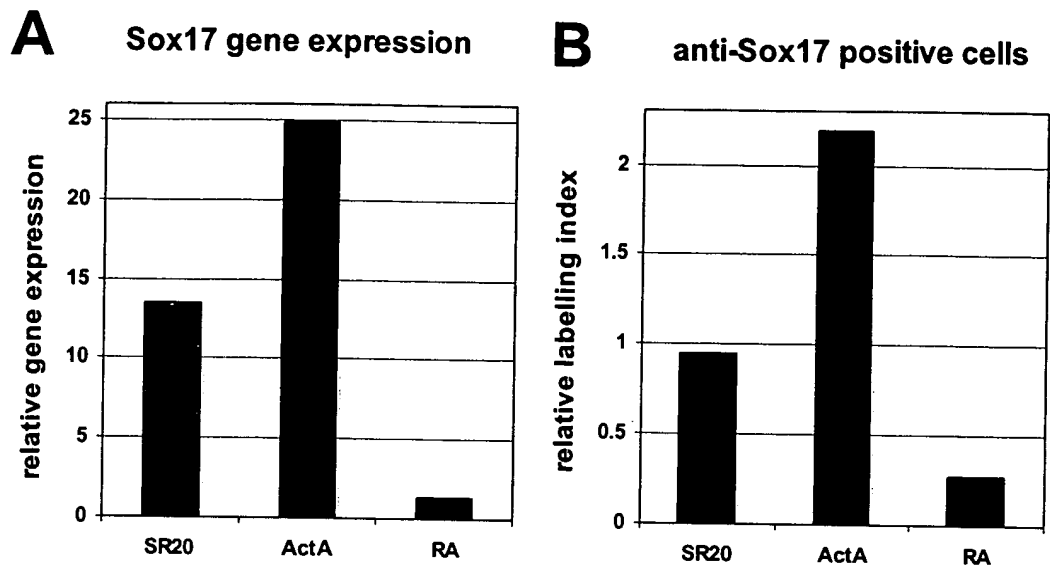 A
Sox17 gene expression
relative gene expression
25
20
15
10
5
0
SR20
ActA
RA
B
anti-Sox17 positive cells
relative labelling index
2
1.5
1
0.5
0
SR20
ActA
RA